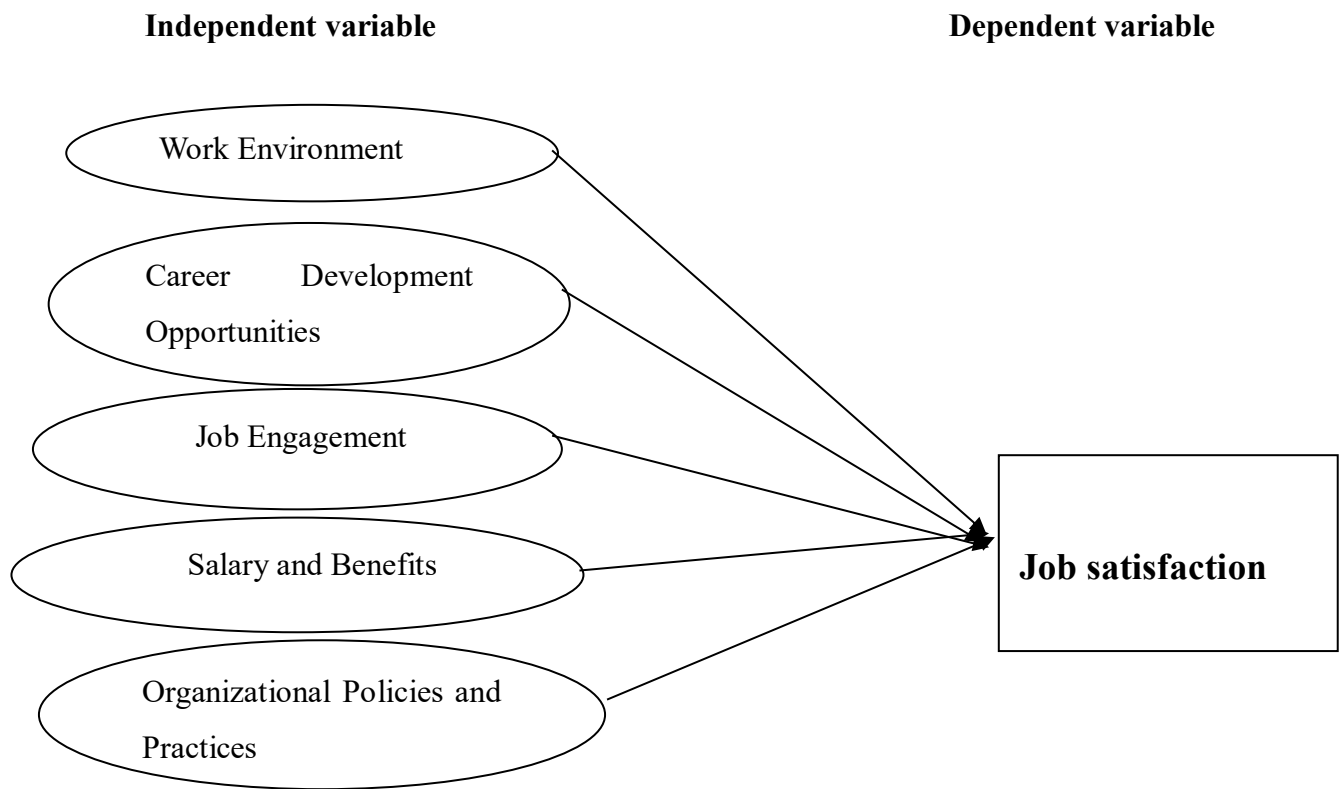 Independent variable
Dependent variable
Work Environment
Career Development
Opportunities
Job Engagement
Salary and Benefits
Job satisfaction
Organizational Policies and
Practices